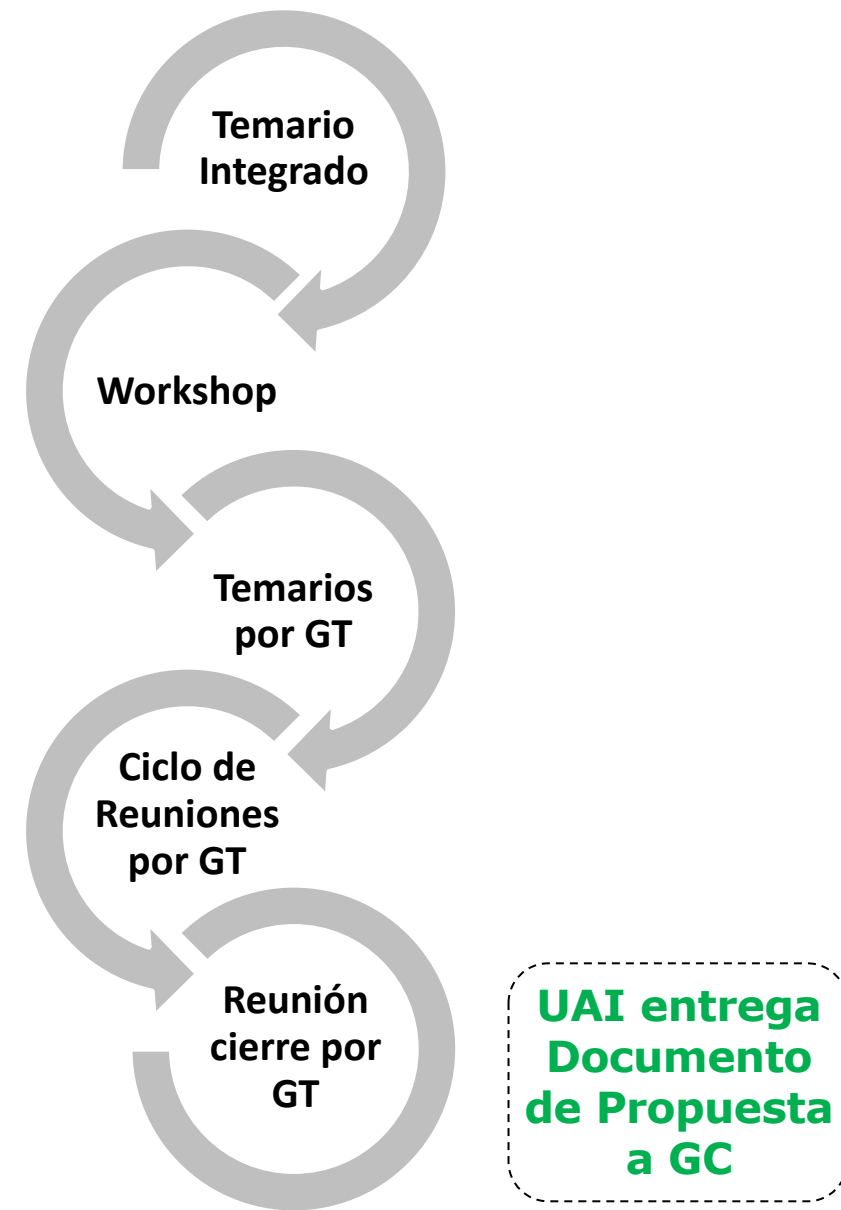 Temario
Integrado
Workshop
Temarios
por GT
Ciclo de
Reuniones
por GT
Reunión
cierre por
GT
UAI entrega
Documento
de Propuesta
a GC